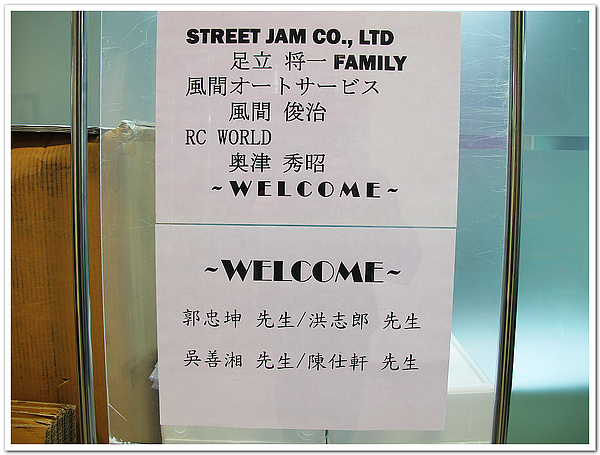 STREET JAM CO., LTD
足立 将一 FAMILY
風間オートサービス
風間 俊治
RC WORLD
奥津 秀昭
~WELCOME~
~WELCOME~
郭忠坤 先生/洪志郎 先生
吳善湘 先生/陳仕軒 先生